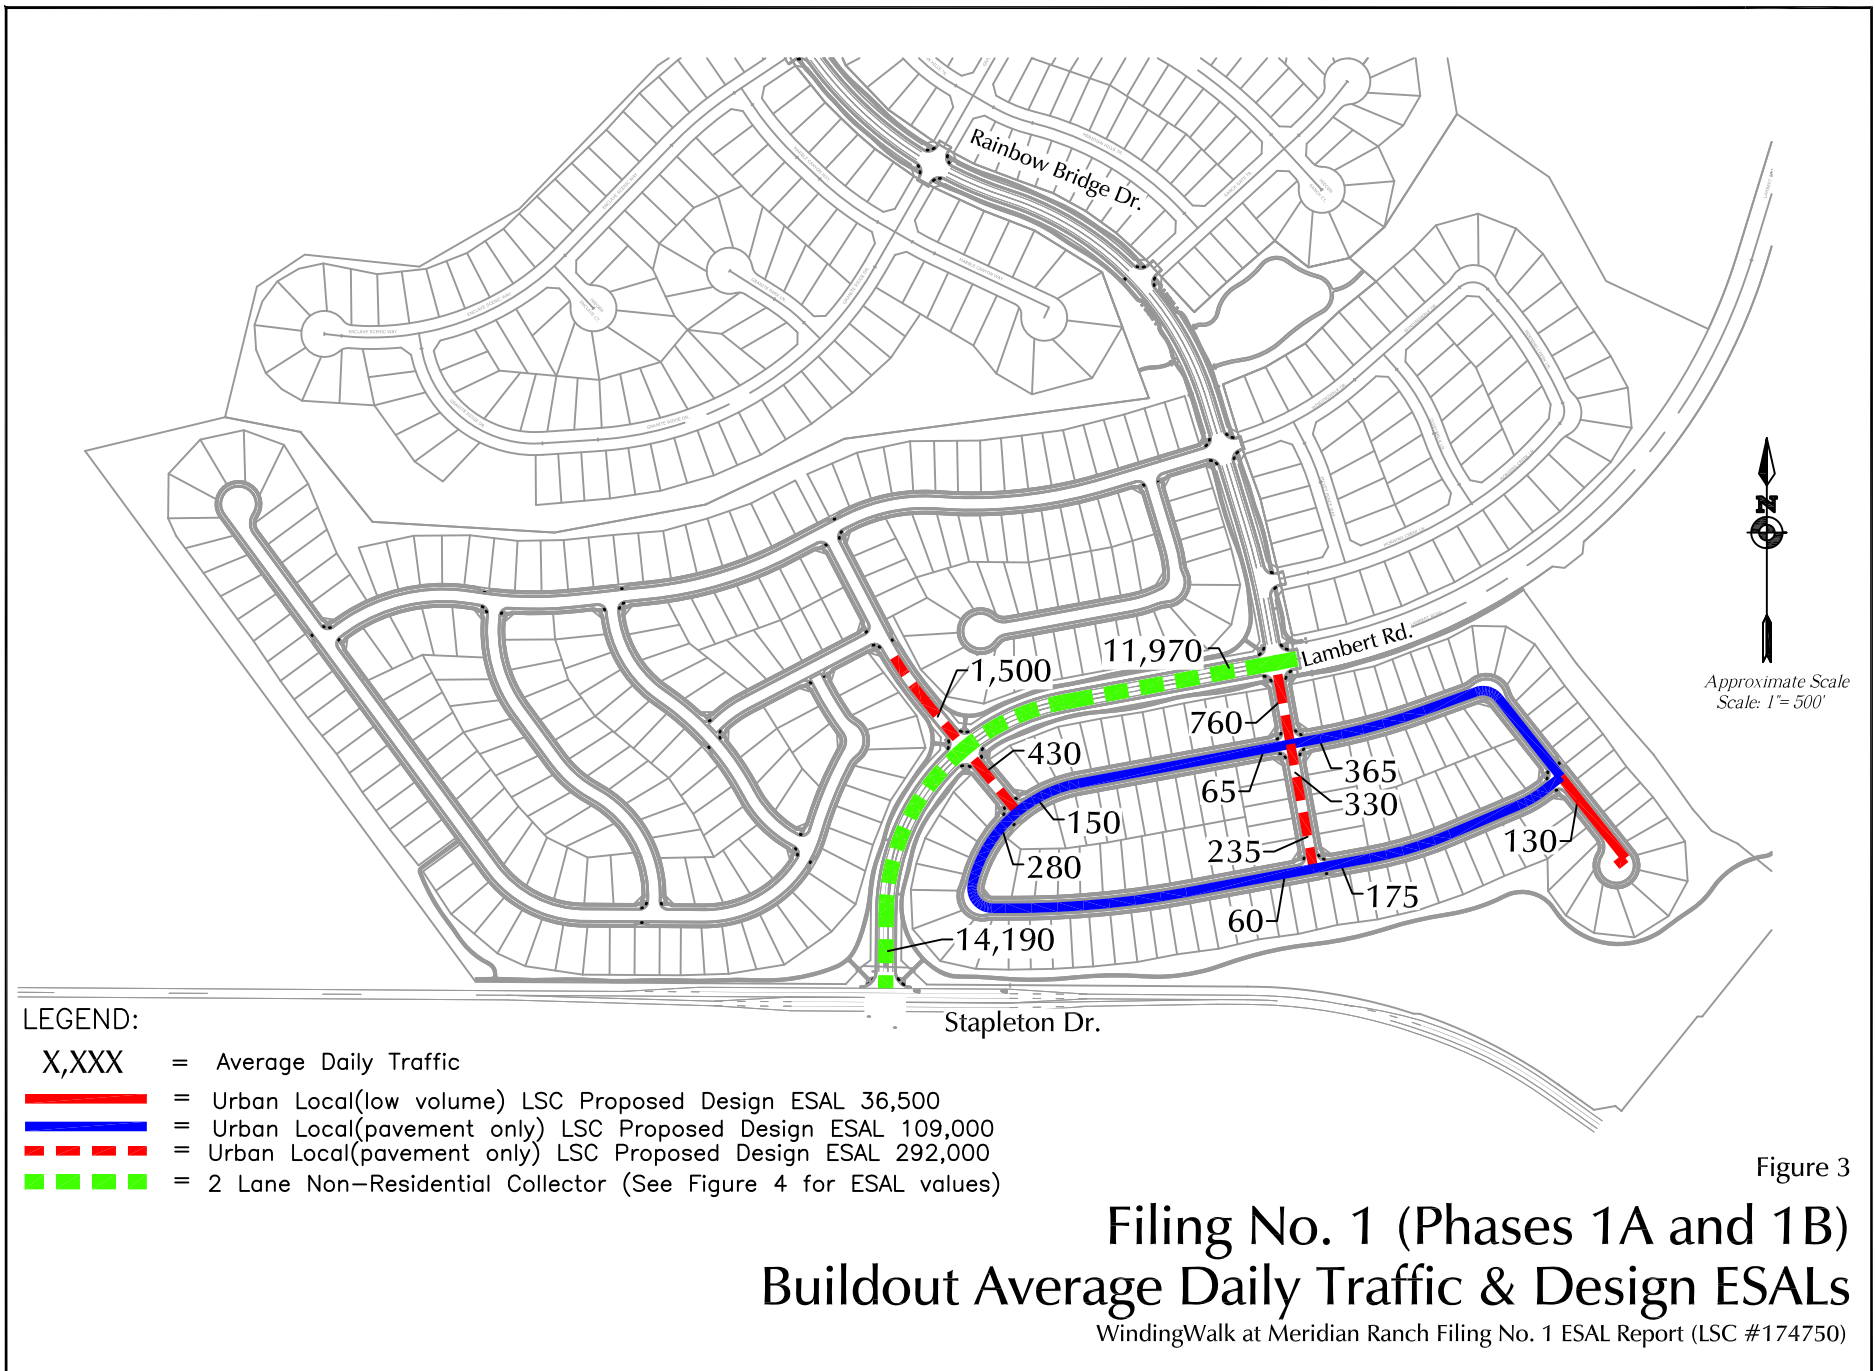 Rainbow Bridge Dr.
N
Approximate Scale
Scale: 1"= 500'
Lambert Rd.
11,970
1,500
760
430
365
65
330
150
235
130
280
175
60
14,190
Stapleton Dr.
LEGEND:
X,XXX = Average Daily Traffic
= Urban Local(low volume) LSC Proposed Design ESAL 36,500
= Urban Local(pavement only) LSC Proposed Design ESAL 109,000
= Urban Local(pavement only) LSC Proposed Design ESAL 292,000
= 2 Lane Non-Residential Collector (See Figure 4 for ESAL values)
Figure 3
Filing No. 1 (Phases 1A and 1B)
Buildout Average Daily Traffic & Design ESALs
WindingWalk at Meridian Ranch Filing No. 1 ESAL Report (LSC #174750)